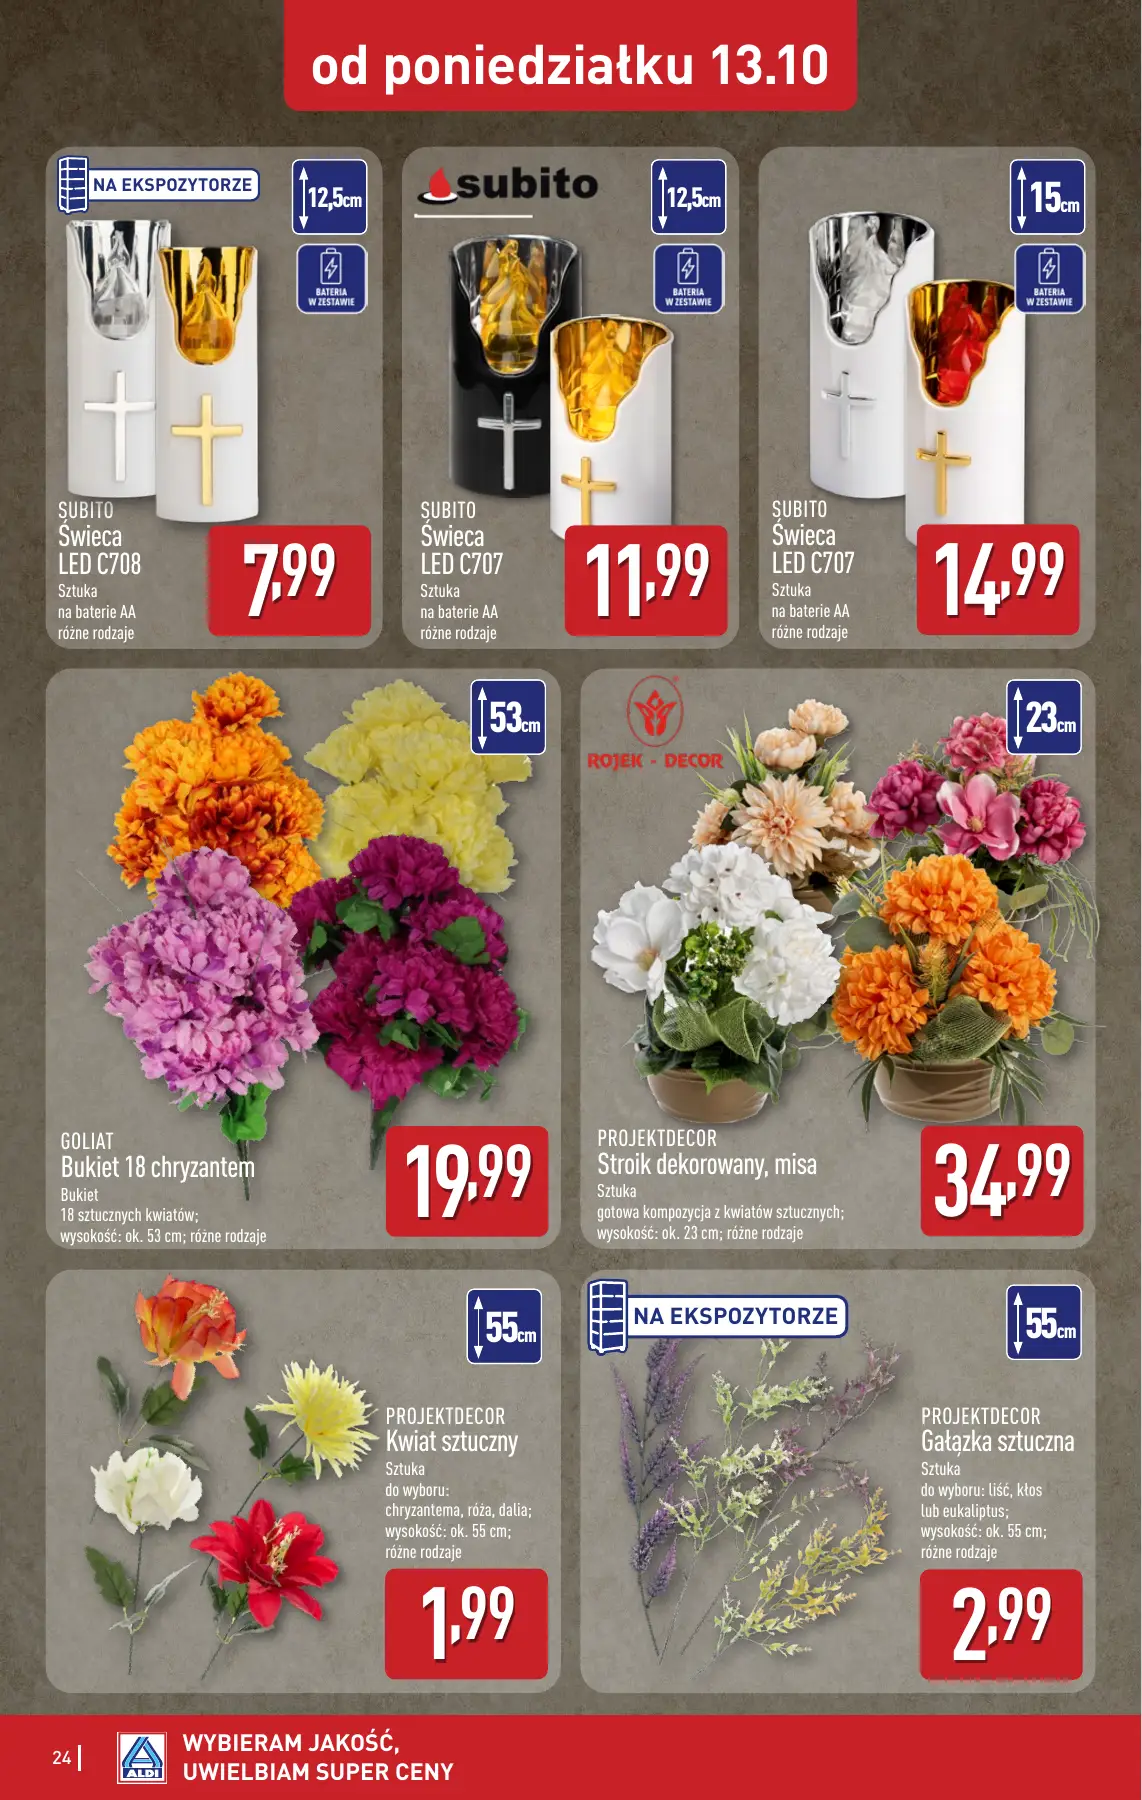 od poniedziałku 13.10
NA EKSPOZYTORZE
12,5cm
BATERIA
W ZESTAWIE
SUBITO
Świeca
LED C708
Sztuka
na baterie AA
różne rodzaje
7,99
subito
12,5cm
BATERIA
W ZESTAWIE
SUBITO
Świeca
LED C707
Sztuka
na baterie AA
różne rodzaje
11,99
15cm
BATERIA
W ZESTAWIE
SUBITO
Świeca
LED C707
Sztuka
na baterie AA
różne rodzaje
14,99
53cm
GOLIAT
Bukiet 18 chryzantem
Bukiet
18 sztucznych kwiatów;
wysokość: ok. 53 cm; różne rodzaje
19,99
ROJEK - DECOR
23cm
PROJEKTDECOR
Stroik dekorowany, misa
Sztuka
gotowa kompozycja z kwiatów sztucznych;
wysokość: ok. 23 cm; różne rodzaje
34,99
55cm
PROJEKTDECOR
Kwiat sztuczny
Sztuka
do wyboru:
chryzantema, róża, dalia;
wysokość: ok. 55 cm;
różne rodzaje
1,99
NA EKSPOZYTORZE
55cm
PROJEKTDECOR
Gałązka sztuczna
Sztuka
do wyboru: liść, kłos
lub eukaliptus;
wysokość: ok. 55 cm;
różne rodzaje
2,99
24
ALDI
WYBIERAM JAKOŚĆ,
UWIELBIAM SUPER CENY